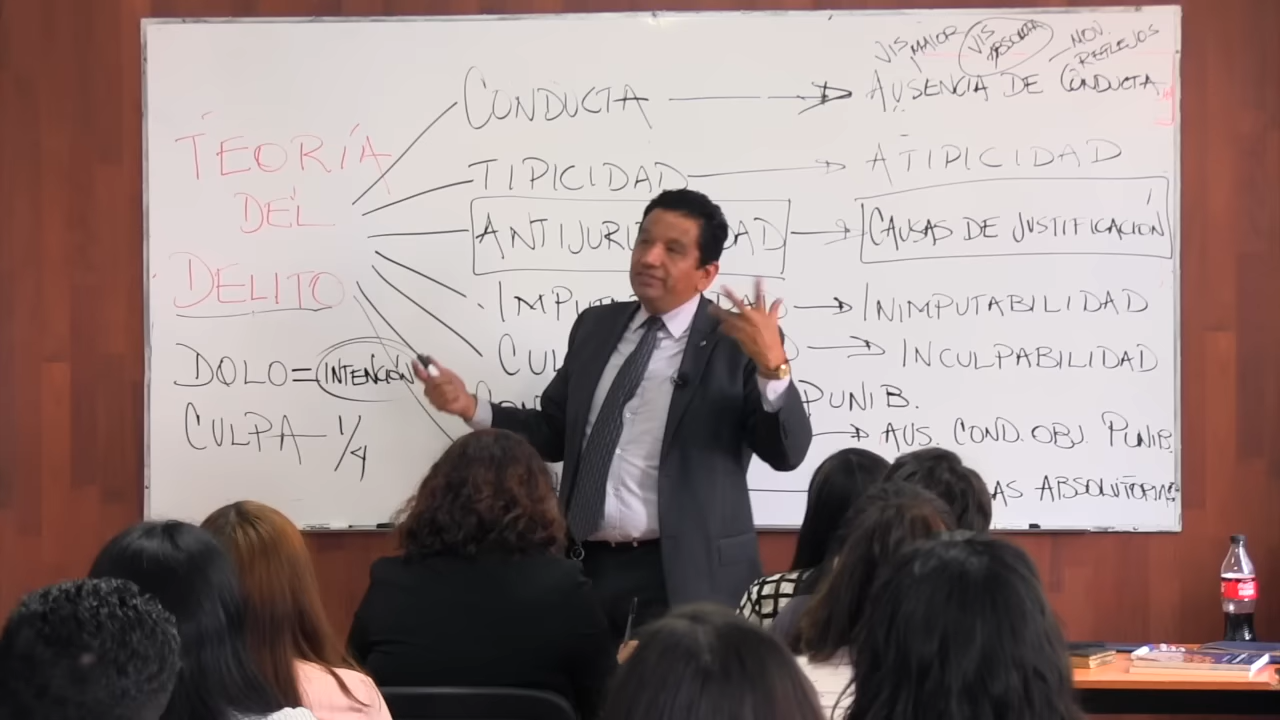 VIS MAIOR VIS ABSOLUTA - MOV. REFLEJOS
CONDUCTA → AUSENCIA DE CONDUCTA
TEORÍA
DEL
DELITO
TIPICIDAD → ATIPICIDAD
CAUSAS DE JUSTIFICACIÓN
INIMPUTABILIDAD
INCULPABILIDAD
DOLO = INTENCIÓN
CULPA - 1/4
PUNIB.
→ AUS. COND. OBJ. PUNIB.
ABSOLUTORIAS